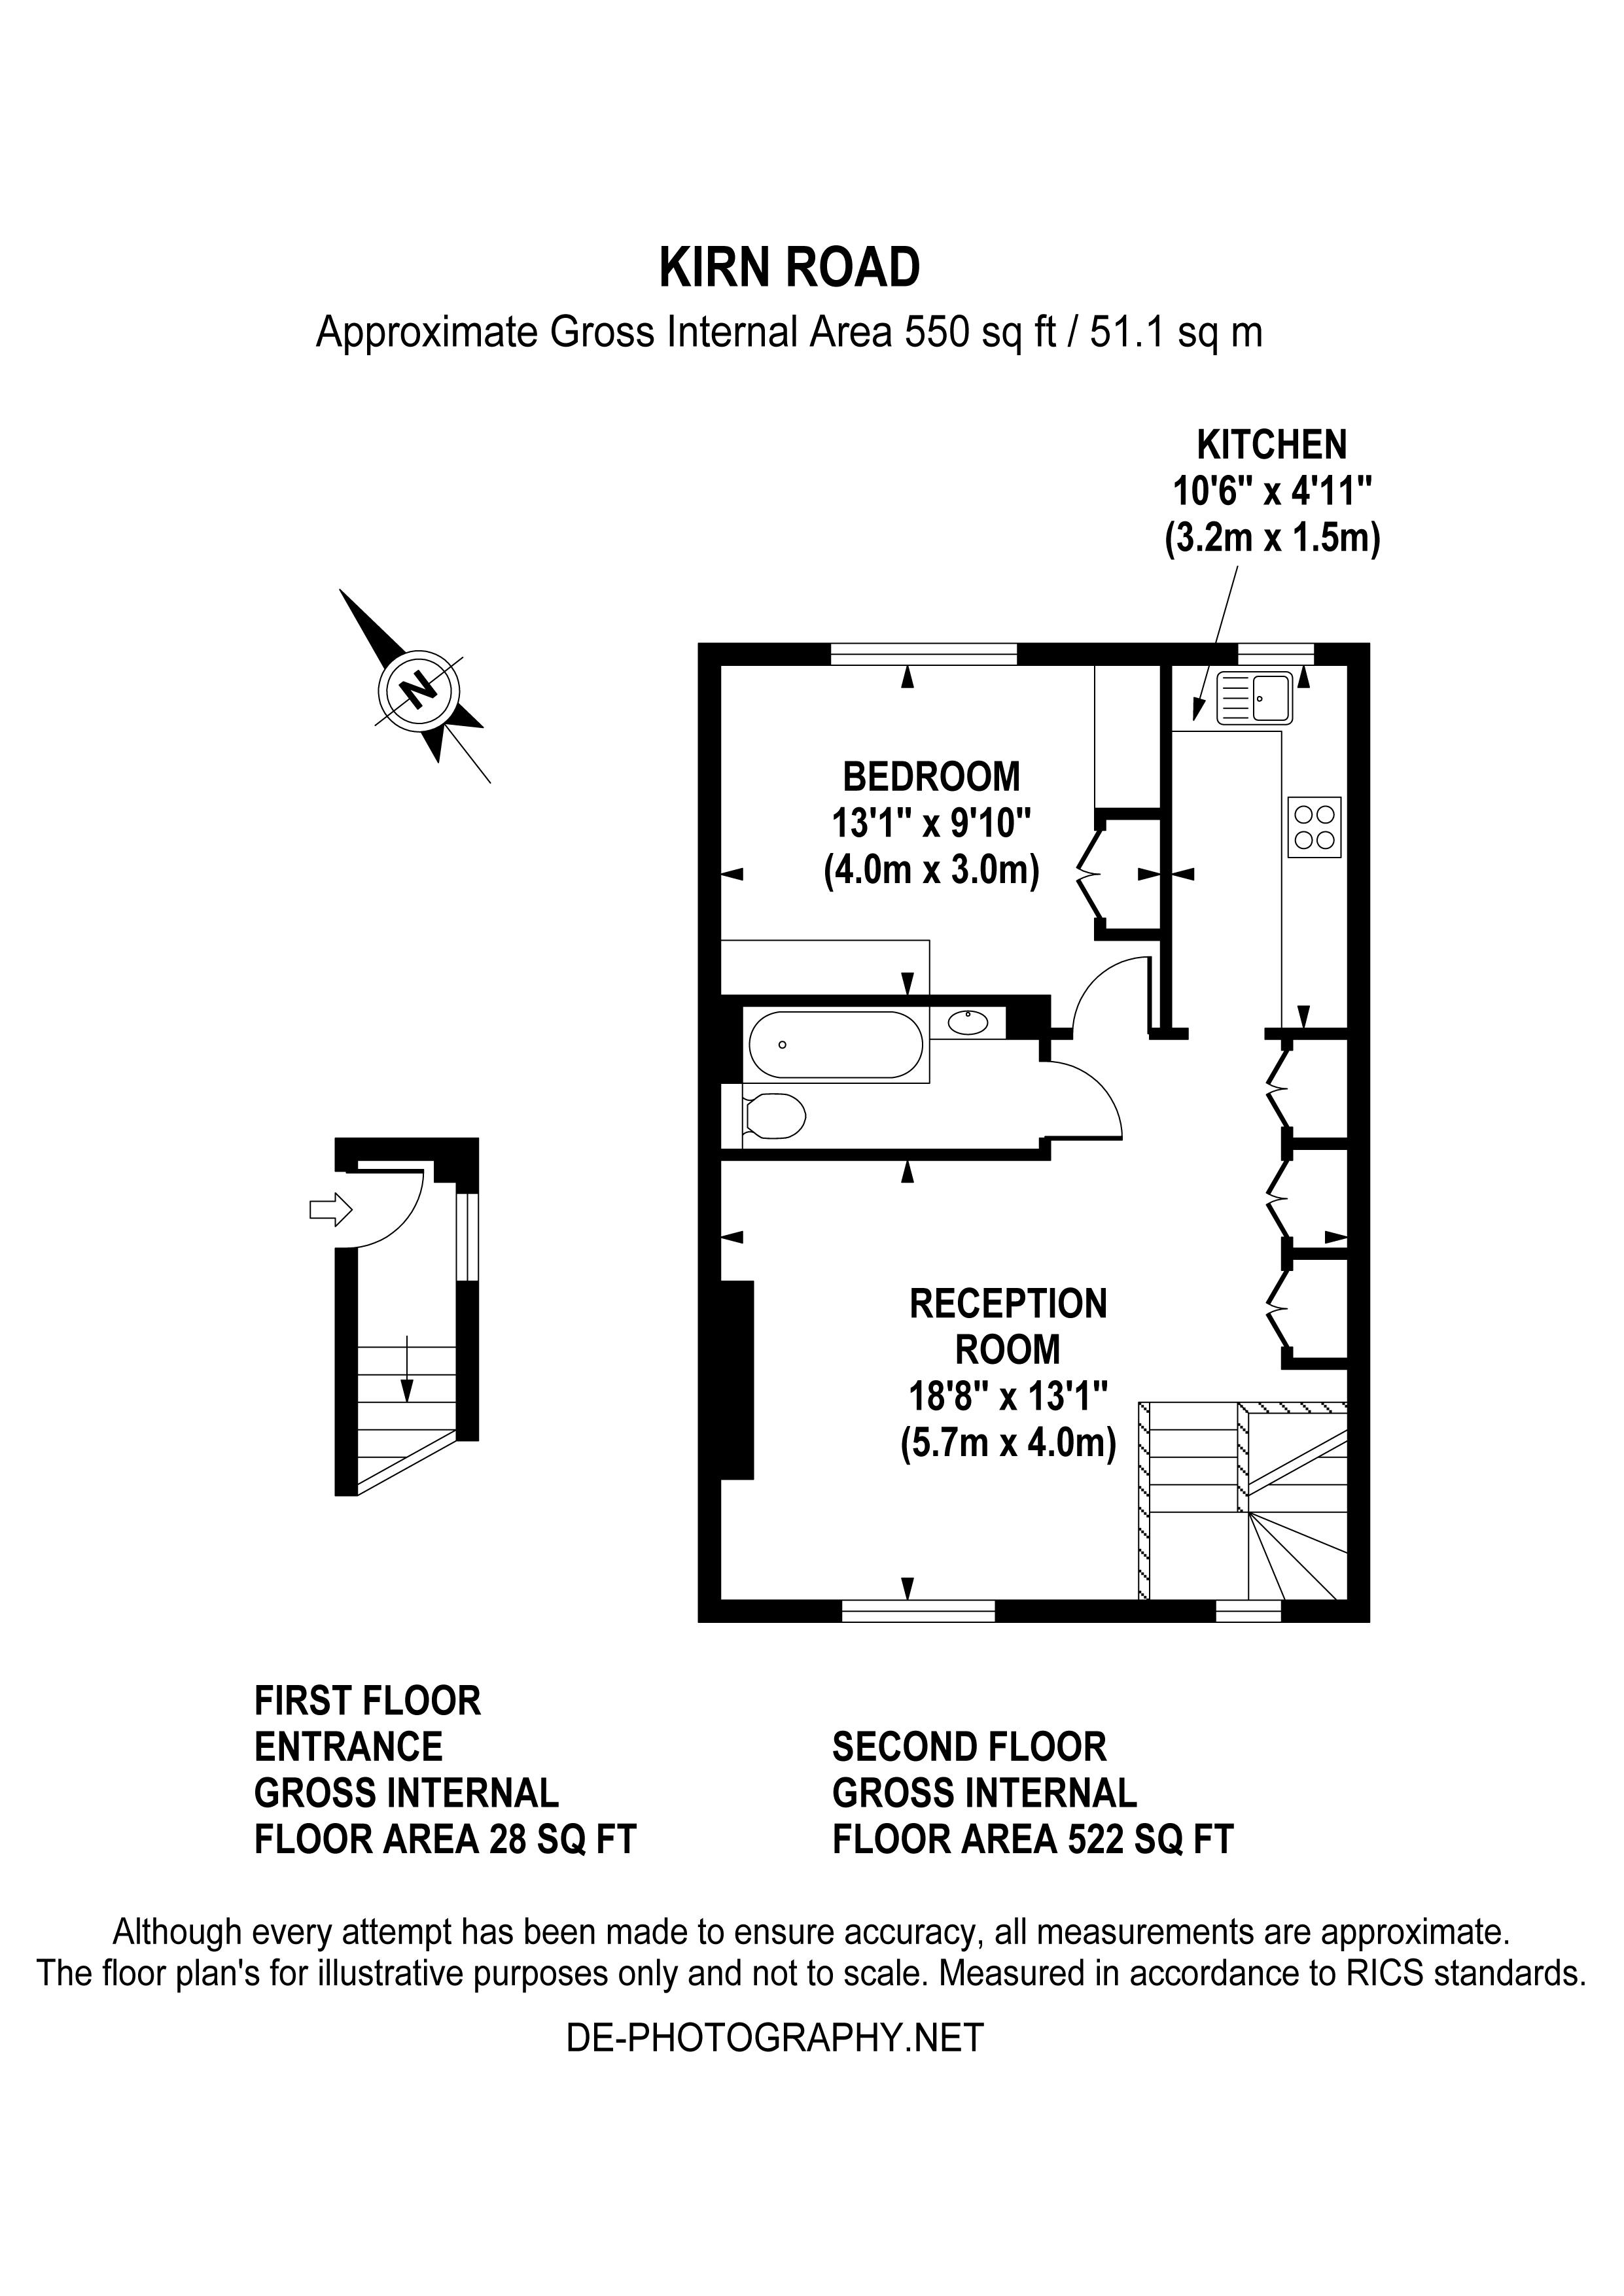 KIRN ROAD
Approximate Gross Internal Area 550 sq ft / 51.1 sq m
KITCHEN
10'6" x 4'11"
(3.2m x 1.5m)
N
BEDROOM
13'1" x 9'10"
(4.0m x 3.0m)
RECEPTION
ROOM
18'8" x 13'1"
(5.7m x 4.0m)
FIRST FLOOR
ENTRANCE
GROSS INTERNAL
FLOOR AREA 28 SQ FT
SECOND FLOOR
GROSS INTERNAL
FLOOR AREA 522 SQ FT
Although every attempt has been made to ensure accuracy, all measurements are approximate.
The floor plan's for illustrative purposes only and not to scale. Measured in accordance to RICS standards.
DE-PHOTOGRAPHY.NET